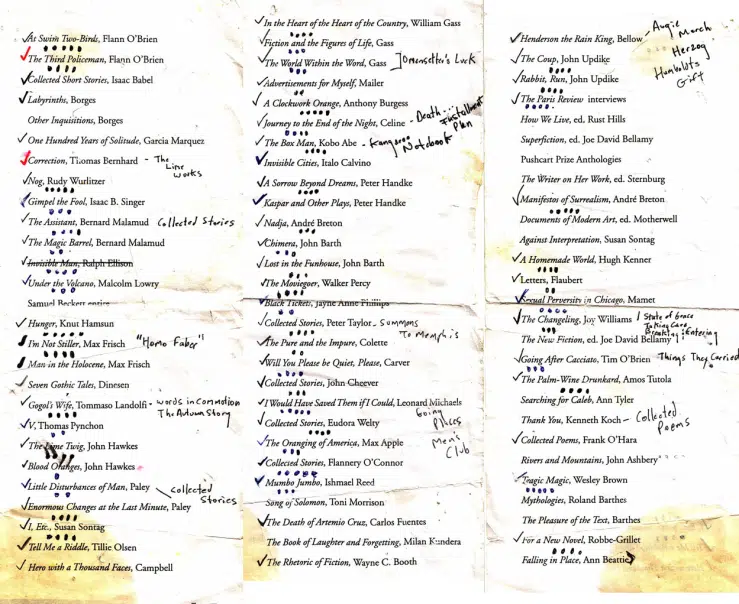 At Swim Two-Birds, Flann O'Brien
The Third Policeman, Flann O'Brien
Collected Short Stories, Isaac Babel
Labyrinths, Borges
Other Inquisitions, Borges
One Hundred Years of Solitude, Garcia Marquez
Correction, Thomas Bernhard - The Lime Works
Nog, Rudy Wurlitzer
Gimpel the Fool, Isaac B. Singer
The Assistant, Bernard Malamud Collected Stories
The Magic Barrel, Bernard Malamud
Invisible Man, Ralph Ellison
Under the Volcano, Malcolm Lowry
Samuel Beckett entire
Hunger, Knut Hamsun
I'm Not Stiller, Max Frisch "Homo Faber"
Man in the Holocene, Max Frisch
Seven Gothic Tales, Dinesen
Gogol's Wife, Tommaso Landolfi - Words in Commotion
The Autumn Story
V, Thomas Pynchon
The Lime Twig, John Hawkes
Blood Oranges, John Hawkes
Little Disturbances of Man, Paley Collected Stories
Enormous Changes at the Last Minute, Paley
I, Etc., Susan Sontag
Tell Me a Riddle, Tillie Olsen
Hero with a Thousand Faces, Campbell
In the Heart of the Heart of the Country, William Gass
Fiction and the Figures of Life, Gass
The World Within the Word, Gass Omensetter's Luck
Advertisements for Myself, Mailer
A Clockwork Orange, Anthony Burgess
Journey to the End of the Night, Celine - Death - Installment Plan
The Box Man, Kobo Abe - Kangaroo Notebook
Invisible Cities, Italo Calvino
A Sorrow Beyond Dreams, Peter Handke
Kaspar and Other Plays, Peter Handke
Nadja, André Breton
Chimera, John Barth
Lost in the Funhouse, John Barth
The Moviegoer, Walker Percy
Black Tickets, Jayne Anne Phillips
Collected Stories, Peter Taylor - Summons To Memphis
The Pure and the Impure, Colette
Will You Please be Quiet, Please, Carver
Collected Stories, John Cheever
I Would Have Saved Them if I Could, Leonard Michaels
Going Places
Men's Club
Collected Stories, Eudora Welty
The Oranging of America, Max Apple
Collected Stories, Flannery O'Connor
Mumbo Jumbo, Ishmael Reed
Song of Solomon, Toni Morrison
The Death of Artemio Cruz, Carlos Fuentes
The Book of Laughter and Forgetting, Milan Kundera
The Rhetoric of Fiction, Wayne C. Booth
Henderson the Rain King, Bellow - Augie March
Herzog
Humbolts Gift
The Coup, John Updike
Rabbit, Run, John Updike
The Paris Review interviews
How We Live, ed. Rust Hills
Superfiction, ed. Joe David Bellamy
Pushcart Prize Anthologies
The Writer on Her Work, ed. Sternburg
Manifestos of Surrealism, André Breton
Documents of Modern Art, ed. Motherwell
Against Interpretation, Susan Sontag
A Homemade World, Hugh Kenner
Letters, Flaubert
Sexual Perversity in Chicago, Mamet
The Changeling, Joy Williams / State of Grace
Taking Care
Breaking & Entering
The New Fiction, ed. Joe David Bellamy
Going After Cacciato, Tim O'Brien Things They Carried
The Palm-Wine Drunkard, Amos Tutola
Searching for Caleb, Ann Tyler
Thank You, Kenneth Koch - Collected Poems
Collected Poems, Frank O'Hara
Rivers and Mountains, John Ashbery
Tragic Magic, Wesley Brown
Mythologies, Roland Barthes
The Pleasure of the Text, Barthes
For a New Novel, Robbe-Grillet
Falling in Place, Ann Beattie